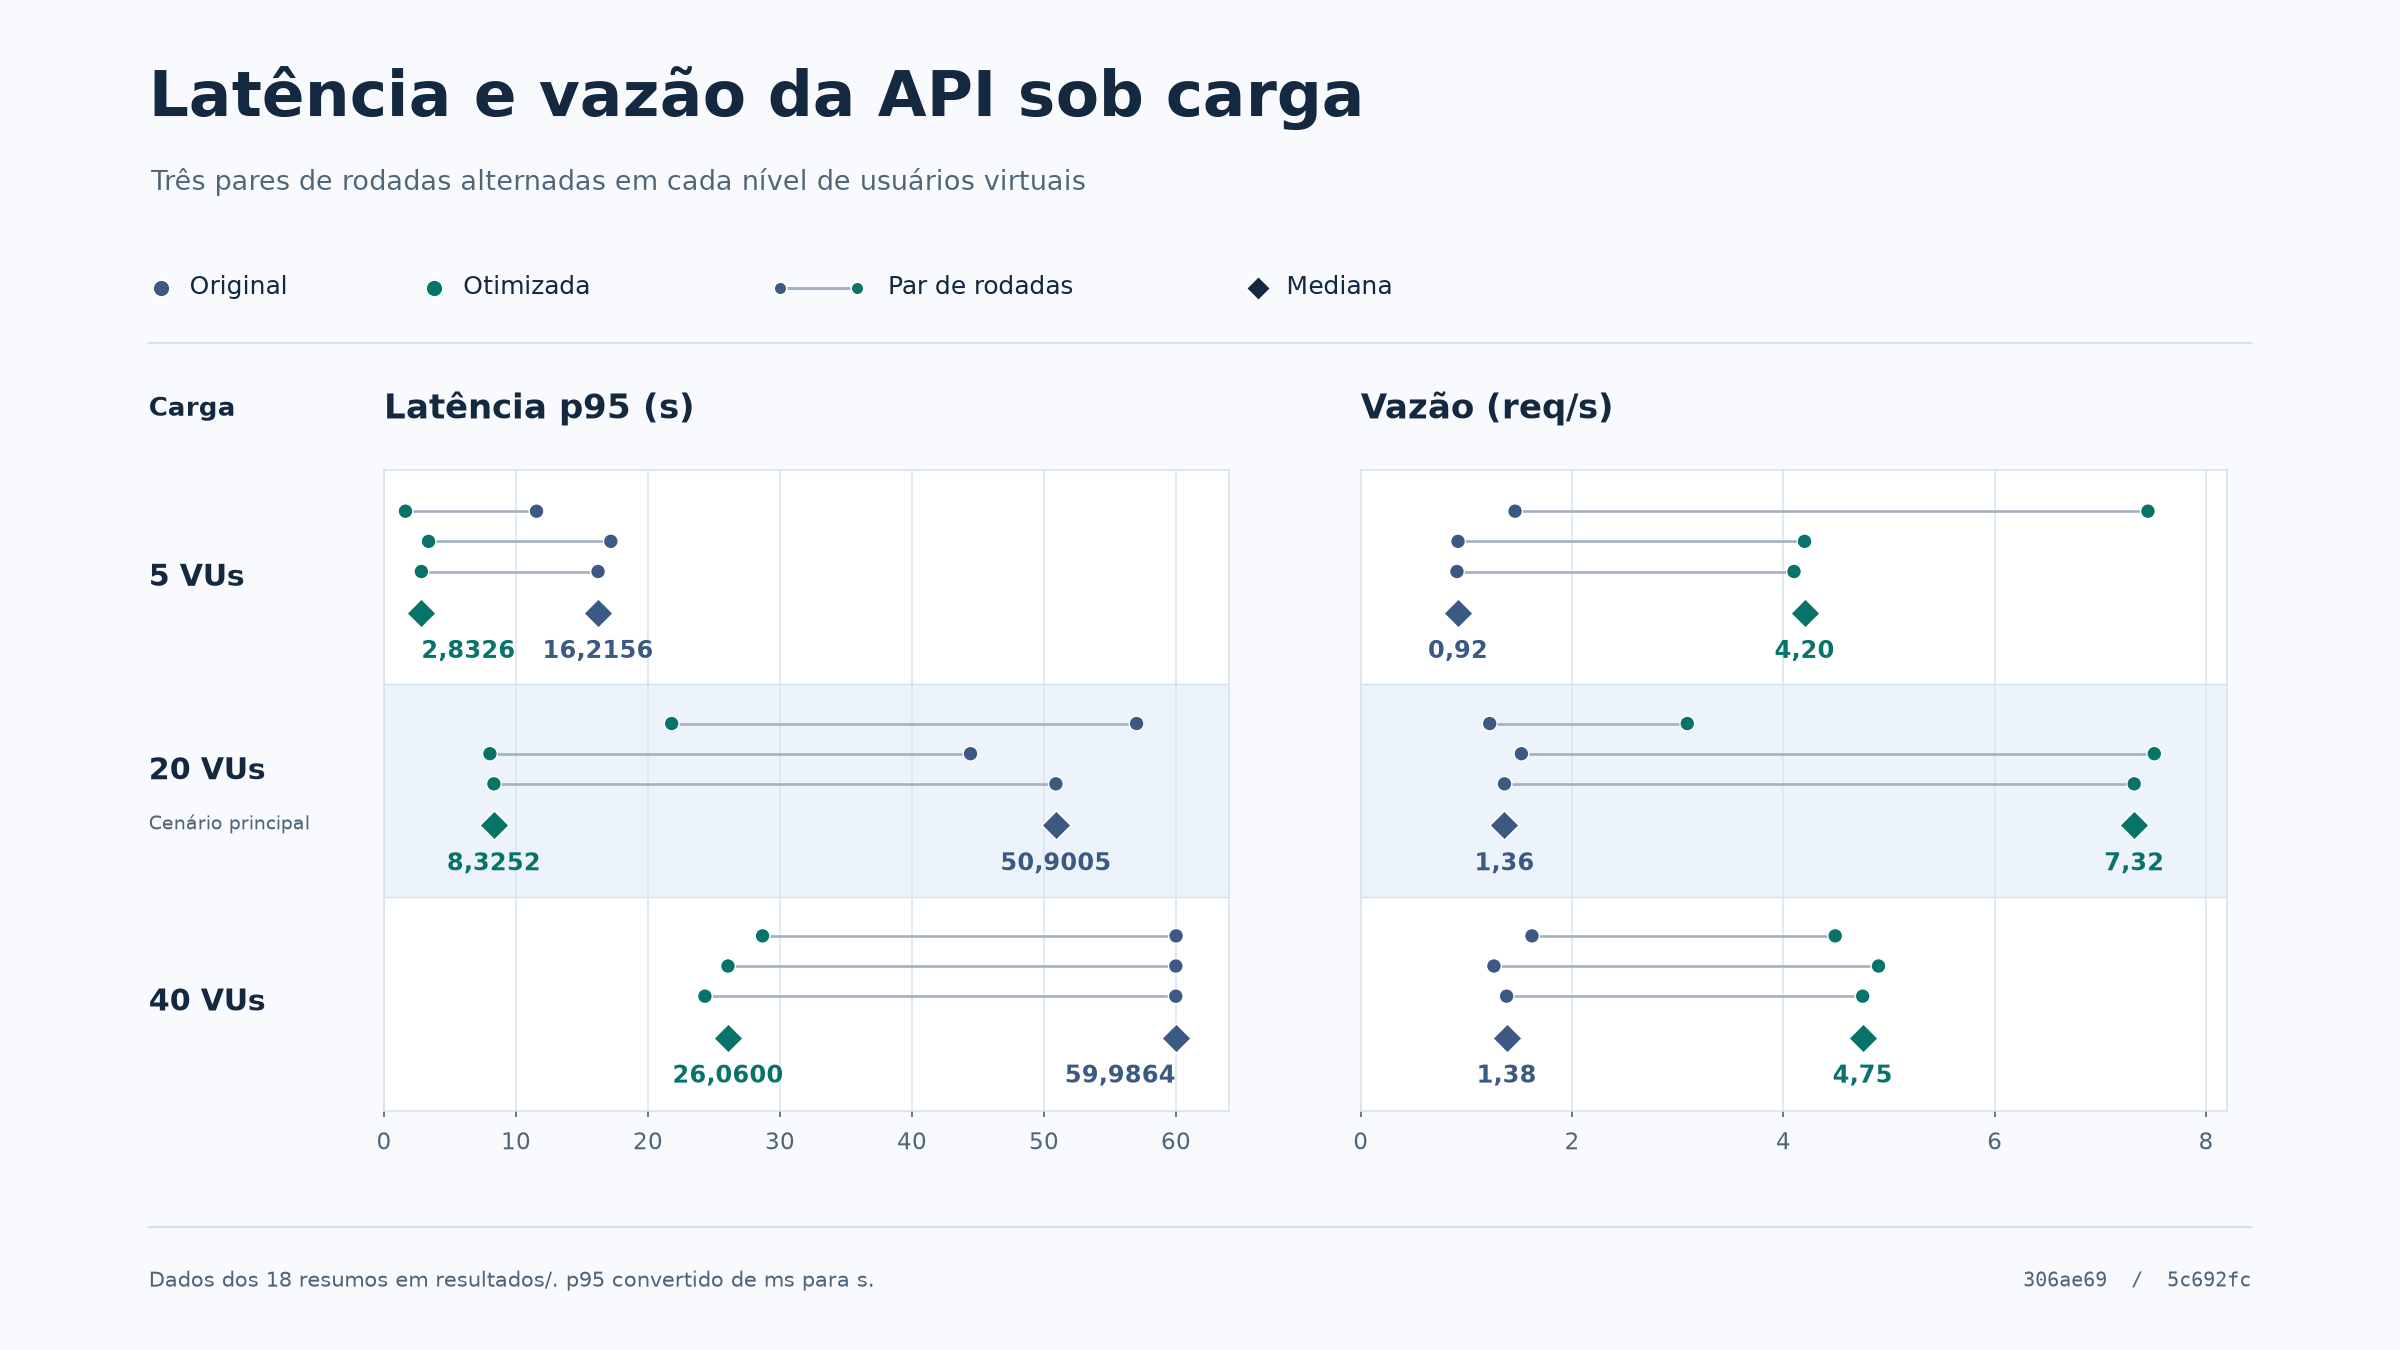 Latência e vazão da API sob carga
Três pares de rodadas alternadas em cada nível de usuários virtuais
Original
Otimizada
Par de rodadas
Mediana
Carga
Latência p95 (s)
Vazão (req/s)
5 VUs
2,8326
16,2156
0,92
4,20
20 VUs
Cenário principal
8,3252
50,9005
1,36
7,32
40 VUs
26,0600
59,9864
1,38
4,75
0 10 20 30 40 50 60
0 2 4 6 8
Dados dos 18 resumos em resultados/. p95 convertido de ms para s.
306ae69 / 5c692fc